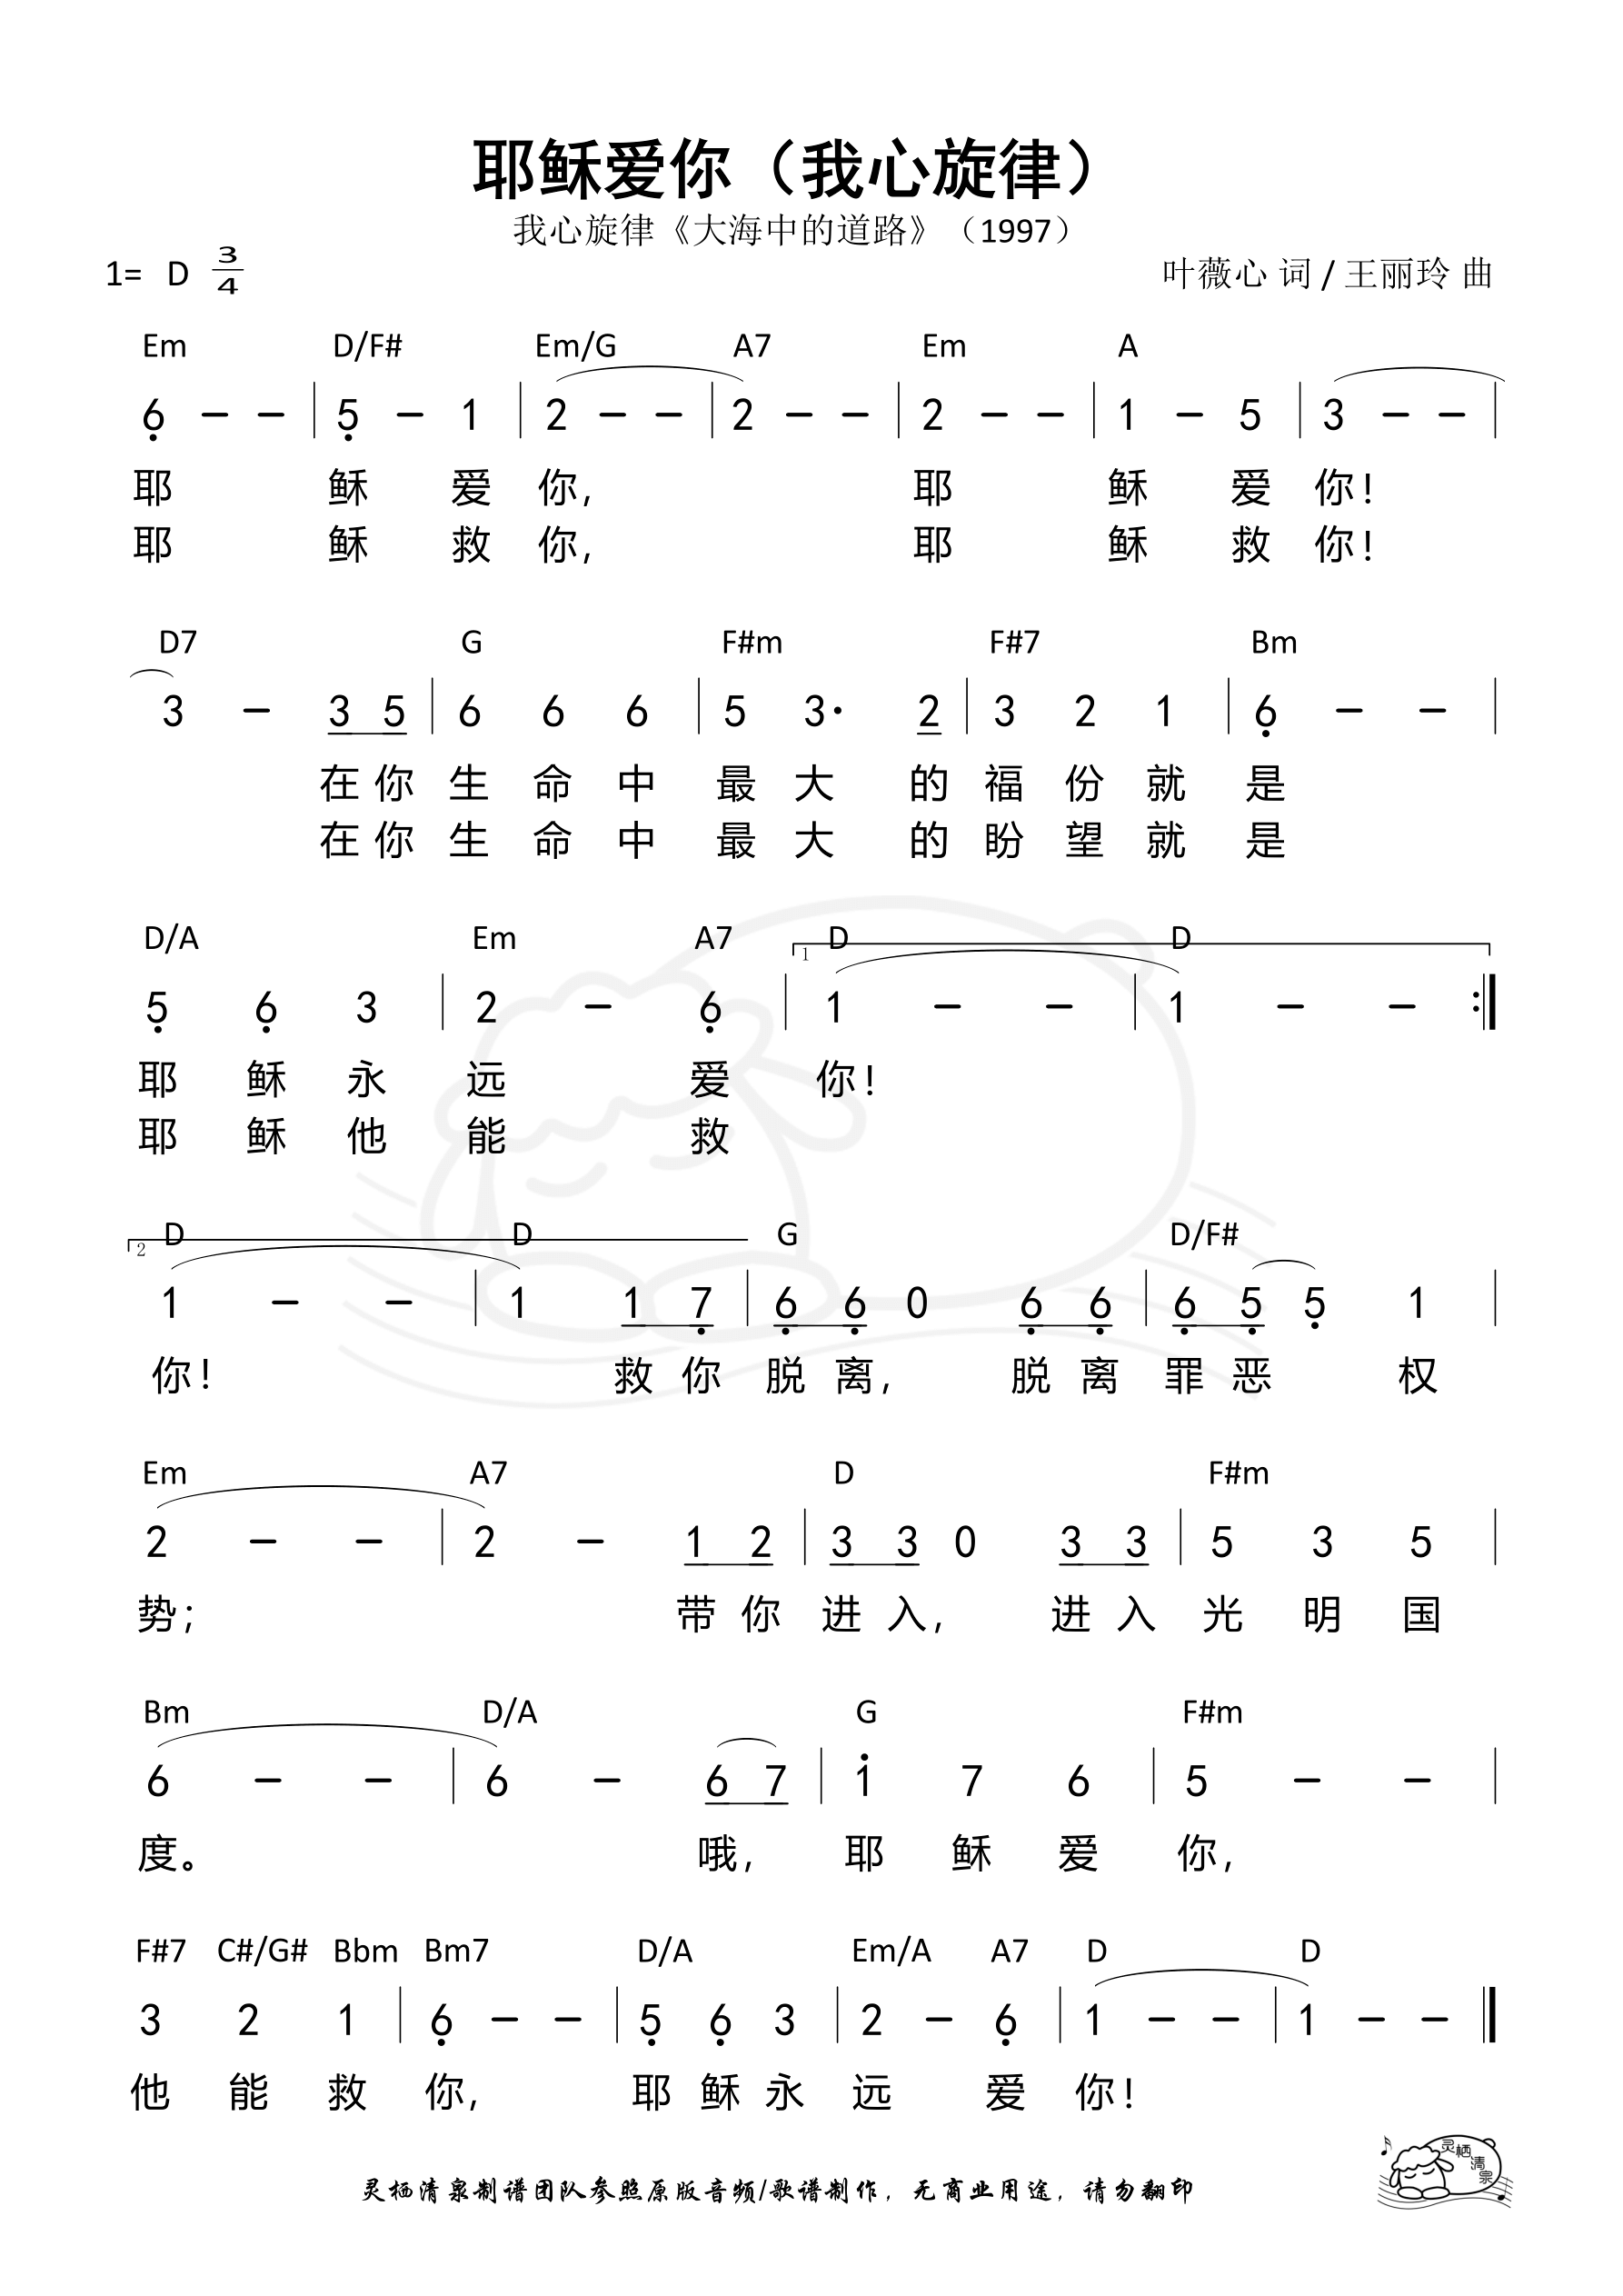 耶稣爱你（我心旋律）
我心旋律《大海中的道路》（1997）
1= D 3/4
叶薇心 词 / 王丽玲 曲
Em D/F# Em/G A7 Em A
6 – – | 5 – 1 | 2 – – | 2 – – | 2 – – | 1 – 5 | 3 – – |
耶 稣 爱 你, 耶 稣 爱 你!
耶 稣 救 你, 耶 稣 救 你!
D7 G F#m F#7 Bm
3 – 3 5 | 6 6 6 | 5 3· 2 | 3 2 1 | 6 – – |
在 你 生 命 中 最 大 的 福 份 就 是
在 你 生 命 中 最 大 的 盼 望 就 是
D/A Em A7 D D
5 6 3 | 2 – 6 | 1 1 – – | 1 – – :|
耶 稣 永 远 爱 你!
耶 稣 他 能 救
D D G D/F#
2 1 – – | 1 1 7 | 6 6 0 6 6 | 6 5 5 1 |
你! 救 你 脱 离, 脱 离 罪 恶 权
Em A7 D F#m
2 – – | 2 – 1 2 | 3 3 0 3 3 | 5 3 5 |
势; 带 你 进 入, 进 入 光 明 国
Bm D/A G F#m
6 – – | 6 – 6 7 | 1 7 6 | 5 – – |
度。 哦, 耶 稣 爱 你,
F#7 C#/G# Bbm Bm7 D/A Em/A A7 D D
3 2 1 | 6 – – | 5 6 3 | 2 – 6 | 1 – – | 1 – – ‖
他 能 救 你, 耶 稣 永 远 爱 你!
灵栖清泉制谱团队参照原版音频/歌谱制作，无商业用途，请勿翻印
灵栖清泉